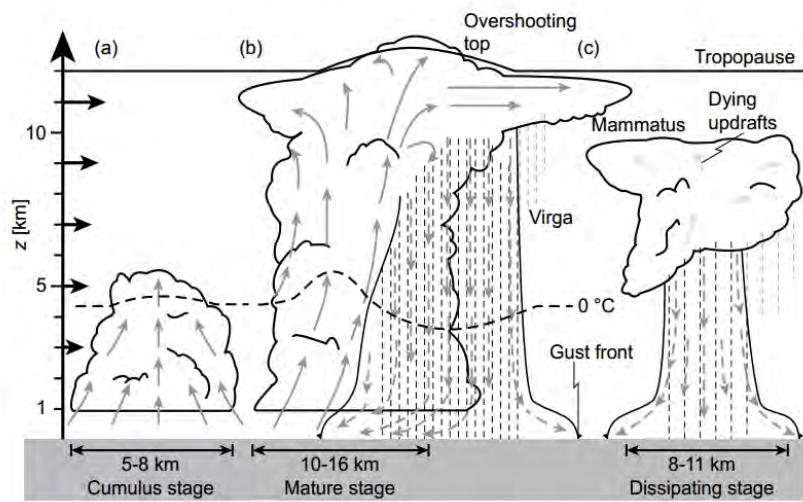 (a)
(b)
Overshooting
top
(c)
Tropopause
10
5
1
z [km]
Mammatus
Dying
updrafts
Virga
0 °C
Gust front
5-8 km
Cumulus stage
10-16 km
Mature stage
8-11 km
Dissipating stage